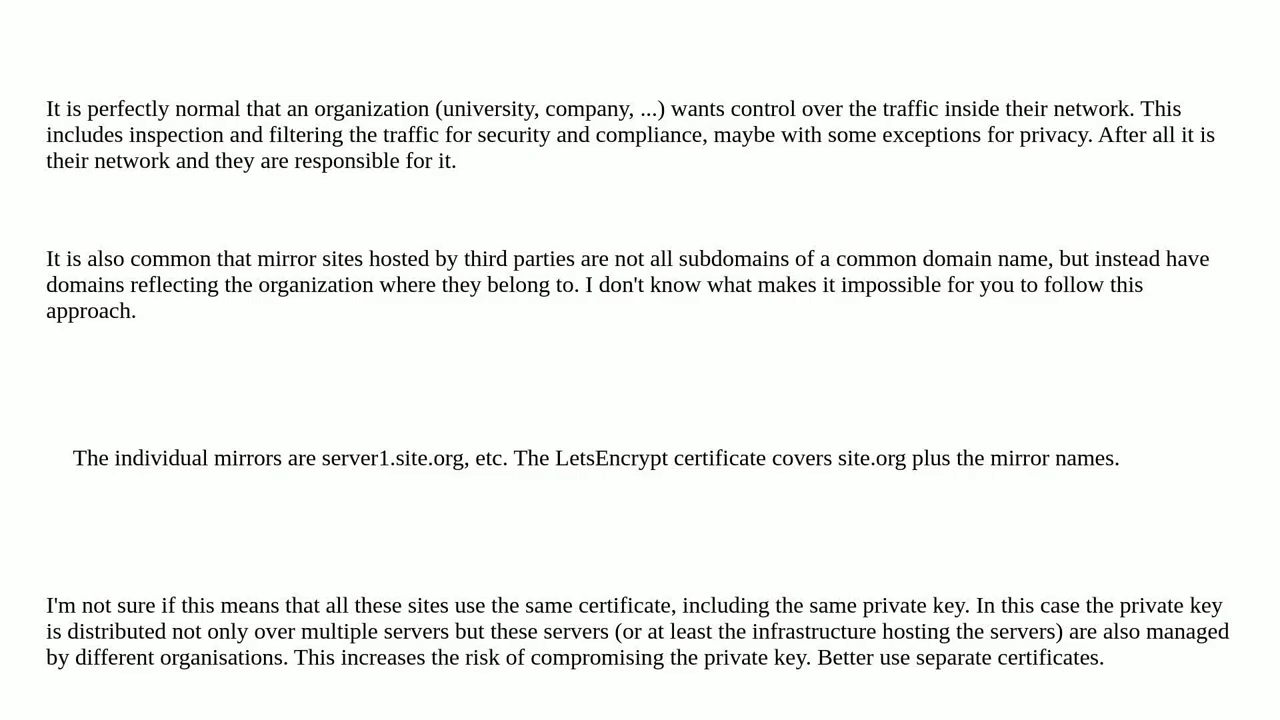 It is perfectly normal that an organization (university, company, ...) wants control over the traffic inside their network. This
includes inspection and filtering the traffic for security and compliance, maybe with some exceptions for privacy. After all it is
their network and they are responsible for it.
It is also common that mirror sites hosted by third parties are not all subdomains of a common domain name, but instead have
domains reflecting the organization where they belong to. I don't know what makes it impossible for you to follow this
approach.
The individual mirrors are server1.site.org, etc. The LetsEncrypt certificate covers site.org plus the mirror names.
I'm not sure if this means that all these sites use the same certificate, including the same private key. In this case the private key
is distributed not only over multiple servers but these servers (or at least the infrastructure hosting the servers) are also managed
by different organisations. This increases the risk of compromising the private key. Better use separate certificates.